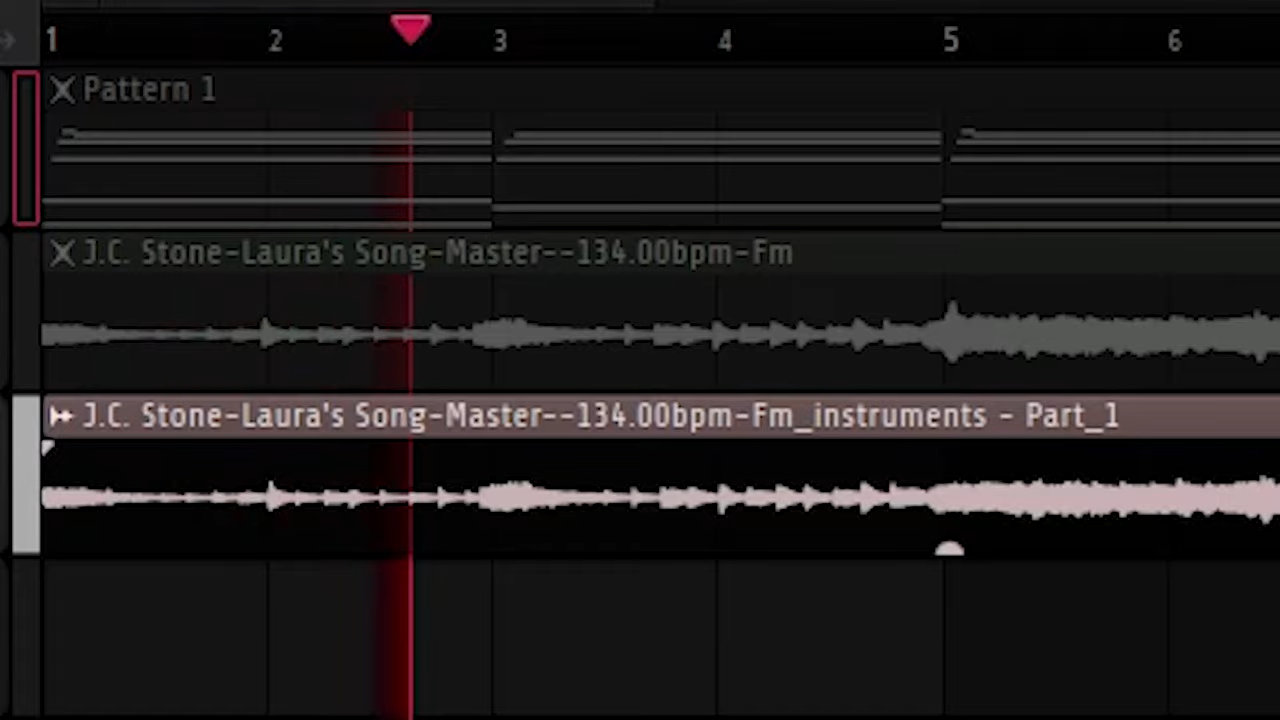 1 2 3 4 5 6
Pattern 1
J.C. Stone-Laura's Song-Master--134.00bpm-Fm
J.C. Stone-Laura's Song-Master--134.00bpm-Fm_instruments - Part_1